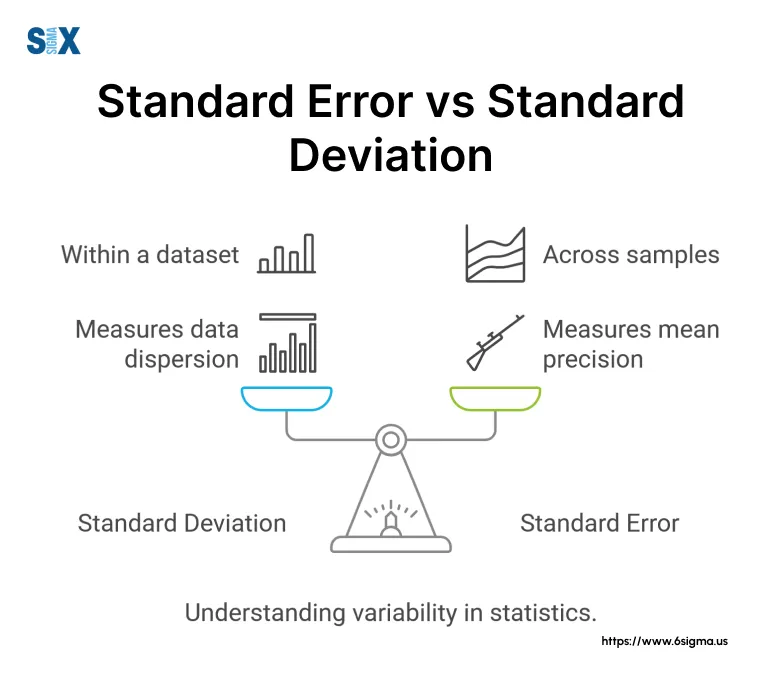 SIX
SIGMA
Standard Error vs Standard
Deviation
Within a dataset
Across samples
Measures data
dispersion
Measures mean
precision
Standard Deviation
Standard Error
Understanding variability in statistics.
https://www.6sigma.us